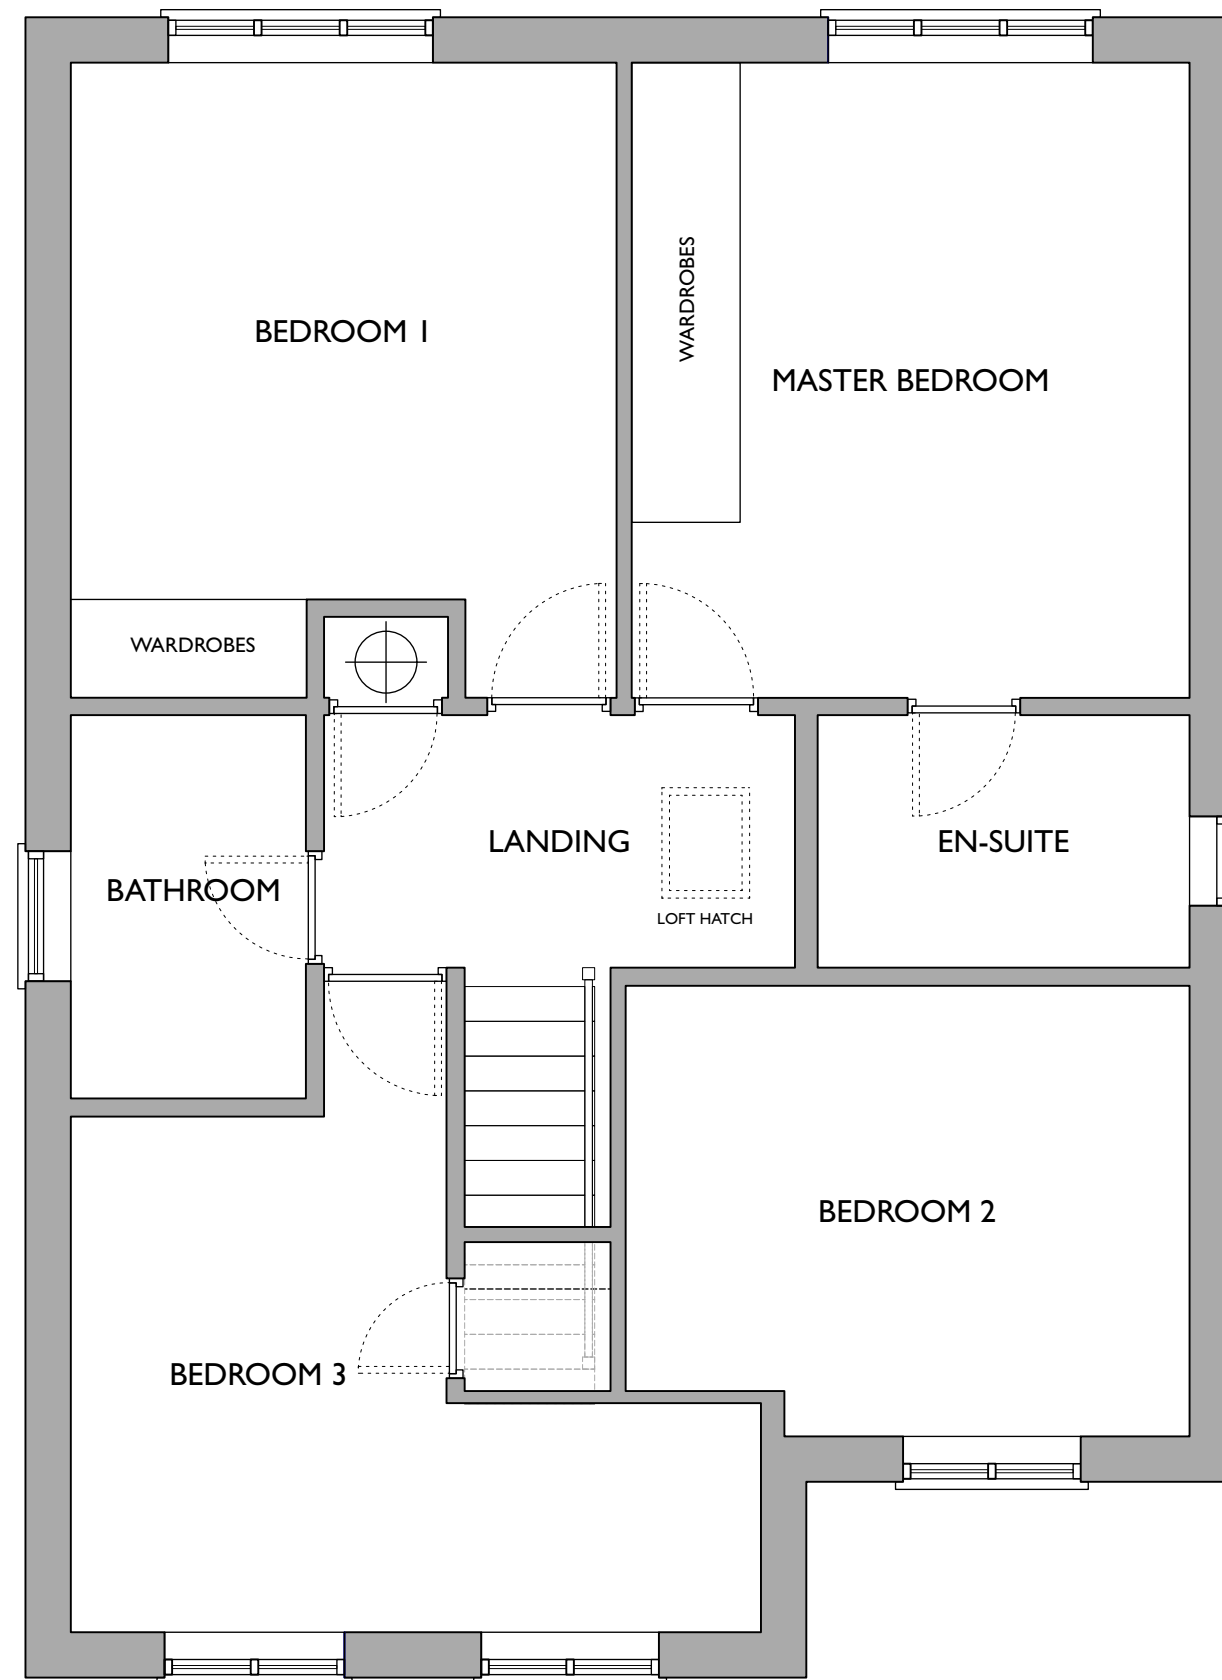 BEDROOM 1
WARDROBES
MASTER BEDROOM
WARDROBES
LANDING
EN-SUITE
BATHROOM
LOFT HATCH
BEDROOM 2
BEDROOM 3